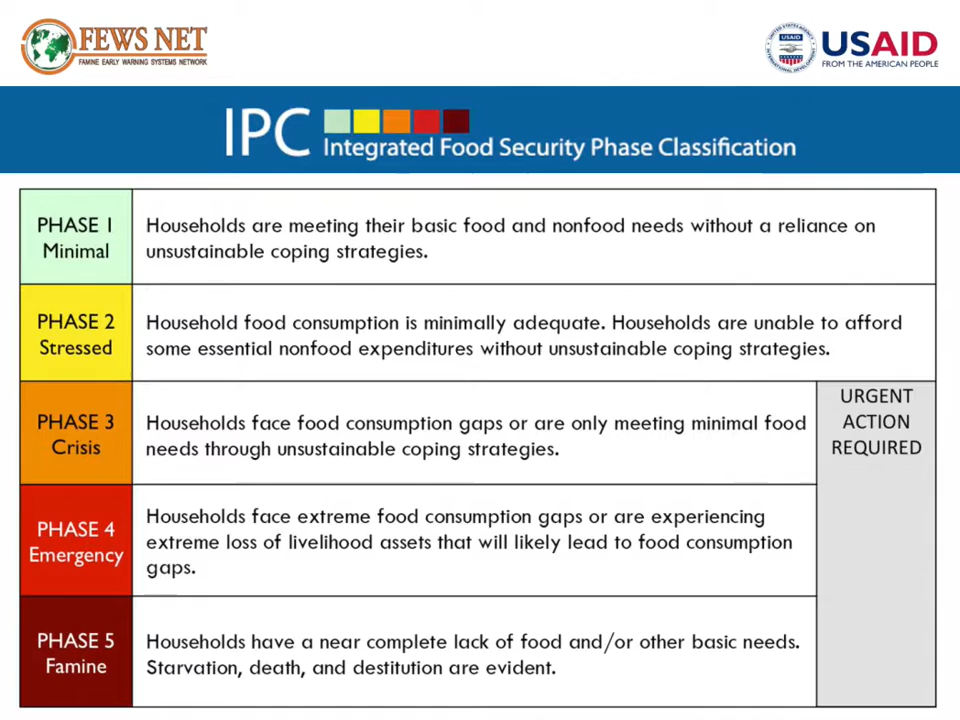 FEWS NET
FAMINE EARLY WARNING SYSTEMS NETWORK
UNITED STATES AGENCY
INTERNATIONAL DEVELOPMENT
USAID
USAID
FROM THE AMERICAN PEOPLE
IPC
Integrated Food Security Phase Classification
PHASE 1
Minimal
Households are meeting their basic food and nonfood needs without a reliance on
unsustainable coping strategies.
PHASE 2
Stressed
Household food consumption is minimally adequate. Households are unable to afford
some essential nonfood expenditures without unsustainable coping strategies.
PHASE 3
Crisis
Households face food consumption gaps or are only meeting minimal food
needs through unsustainable coping strategies.
URGENT
ACTION
REQUIRED
PHASE 4
Emergency
Households face extreme food consumption gaps or are experiencing
extreme loss of livelihood assets that will likely lead to food consumption
gaps.
PHASE 5
Famine
Households have a near complete lack of food and/or other basic needs.
Starvation, death, and destitution are evident.